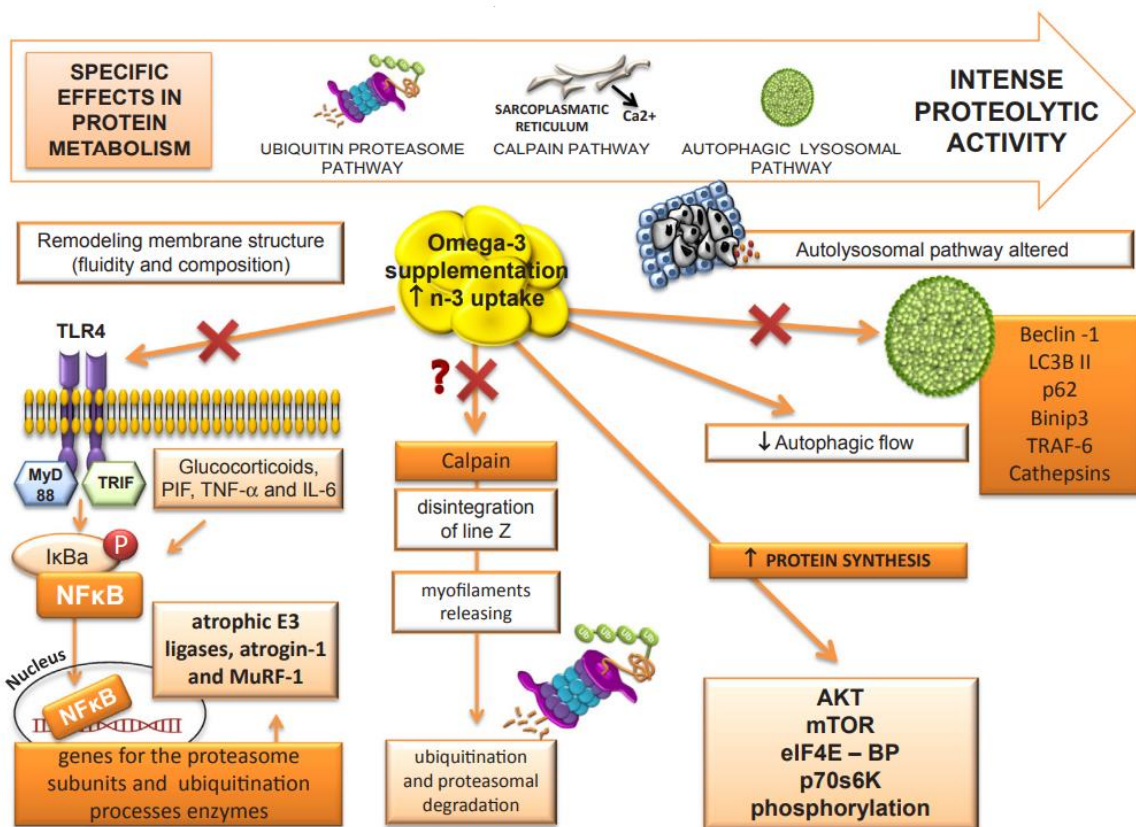 SPECIFIC
EFFECTS IN
PROTEIN
METABOLISM
UBIQUITIN PROTEASOME
PATHWAY
SARCOPLASMATIC
RETICULUM
Ca2+
CALPAIN PATHWAY
AUTOPHAGIC LYSOSOMAL
PATHWAY
INTENSE
PROTEOLYTIC
ACTIVITY
Remodeling membrane structure
(fluidity and composition)
Omega-3
supplementation
↑ n-3 uptake
Autolysosomal pathway altered
TLR4
MyD
88
TRIF
Glucocorticoids,
PIF, TNF-α and IL-6
IκBa
P
NFκB
Nucleus
NFκB
atrophic E3
ligases, atrogin-1
and MuRF-1
genes for the proteasome
subunits and ubiquitination
processes enzymes
?
Calpain
disintegration
of line Z
myofilaments
releasing
Ub Ub Ub Ub
ubiquitination
and proteasomal
degradation
Beclin -1
LC3B II
p62
Binip3
TRAF-6
Cathepsins
↓ Autophagic flow
↑ PROTEIN SYNTHESIS
AKT
mTOR
eIF4E – BP
p70s6K
phosphorylation